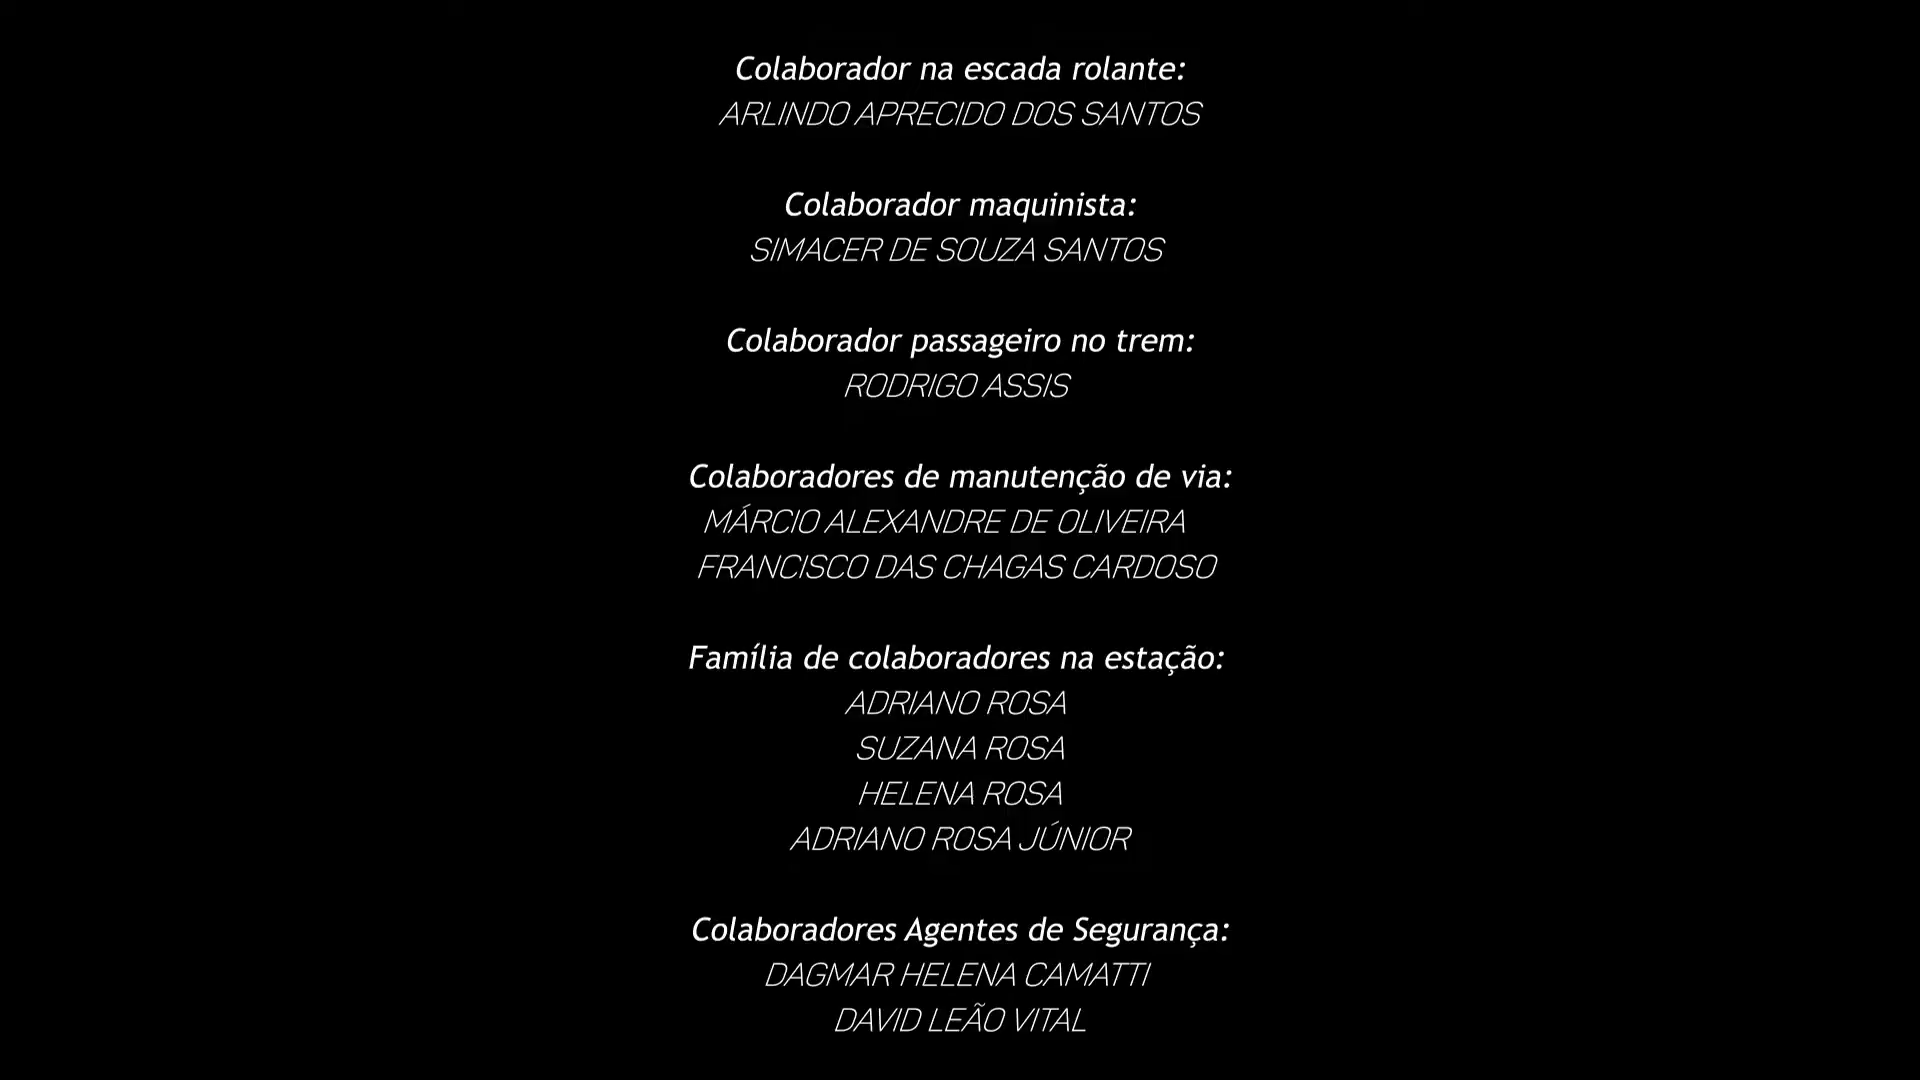 Colaborador na escada rolante:
ARLINDO APRECIDO DOS SANTOS
Colaborador maquinista:
SIMACER DE SOUZA SANTOS
Colaborador passageiro no trem:
RODRIGO ASSIS
Colaboradores de manutenção de via:
MÁRCIO ALEXANDRE DE OLIVEIRA
FRANCISCO DAS CHAGAS CARDOSO
Família de colaboradores na estação:
ADRIANO ROSA
SUZANA ROSA
HELENA ROSA
ADRIANO ROSA JÚNIOR
Colaboradores Agentes de Segurança:
DAGMAR HELENA CAMATTI
DAVID LEÃO VITAL